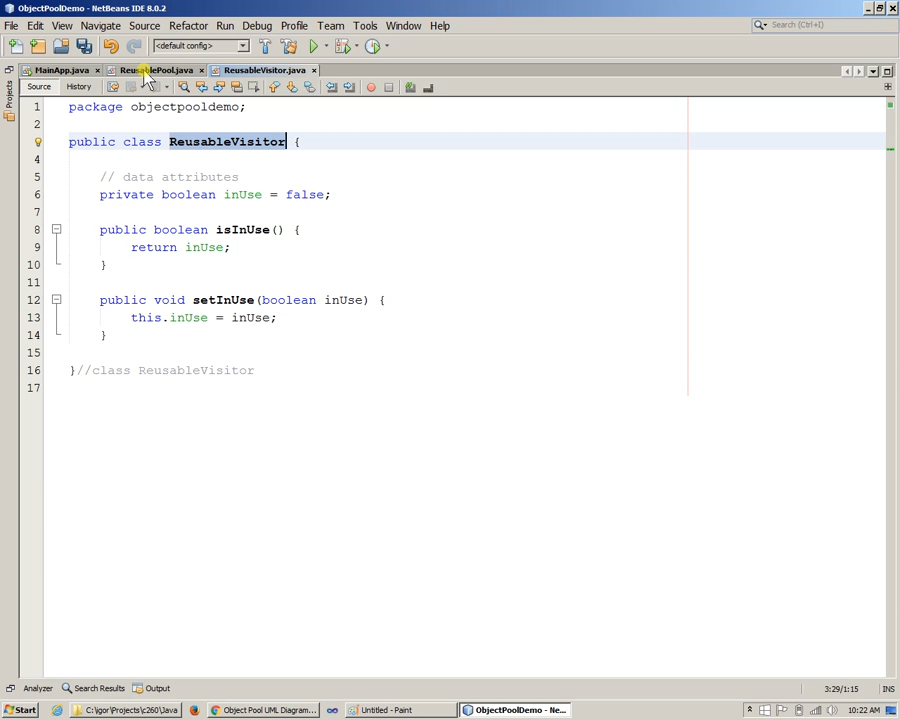 ObjectPoolDemo - NetBeans IDE 8.0.2
File Edit View Navigate Source Refactor Run Debug Profile Team Tools Window Help
Search (Ctrl+I)
<default config>
MainApp.java × ReusablePool.java × ReusableVisitor.java ×
Source History
Projects
1 package objectpooldemo;
2
public class ReusableVisitor {
4
5 // data attributes
6 private boolean inUse = false;
7
8 public boolean isInUse() {
9 return inUse;
10 }
11
12 public void setInUse(boolean inUse) {
13 this.inUse = inUse;
14 }
15
16 }//class ReusableVisitor
17
Analyzer Search Results Output
3:29/1:15 INS
Start C:\igor\Projects\c260\Java Object Pool UML Diagram... Untitled - Paint ObjectPoolDemo - Ne... 10:22 AM